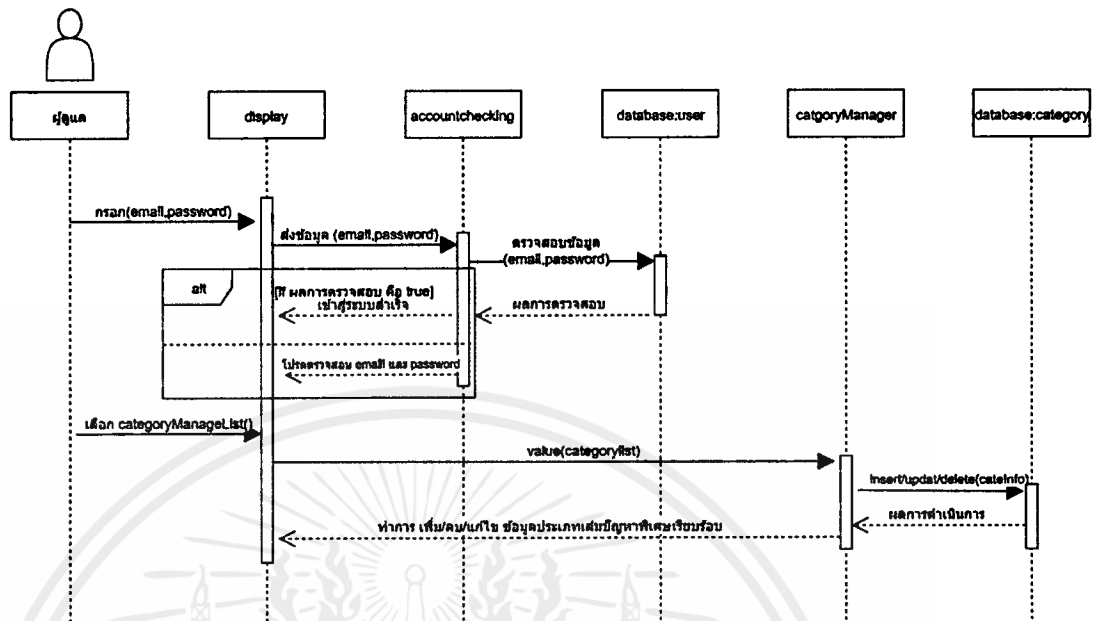 ผู้ดูแล
display
accountchecking
database:user
catgoryManager
database:category
กรอก(email,password)
ส่งข้อมูล (email,password)
ตรวจสอบข้อมูล
(email,password)
alt
[if ผลการตรวจสอบ คือ true]
เข้าสู่ระบบสำเร็จ
ผลการตรวจสอบ
โปรดตรวจสอบ email และ password
เลือก categoryManageList()
value(categorylist)
insert/updat/delete(cateInfo)
ผลการดำเนินการ
ทำการ เพิ่ม/ลบ/แก้ไข ข้อมูลประเภทเล่มปัญหาพิเศษเรียบร้อย